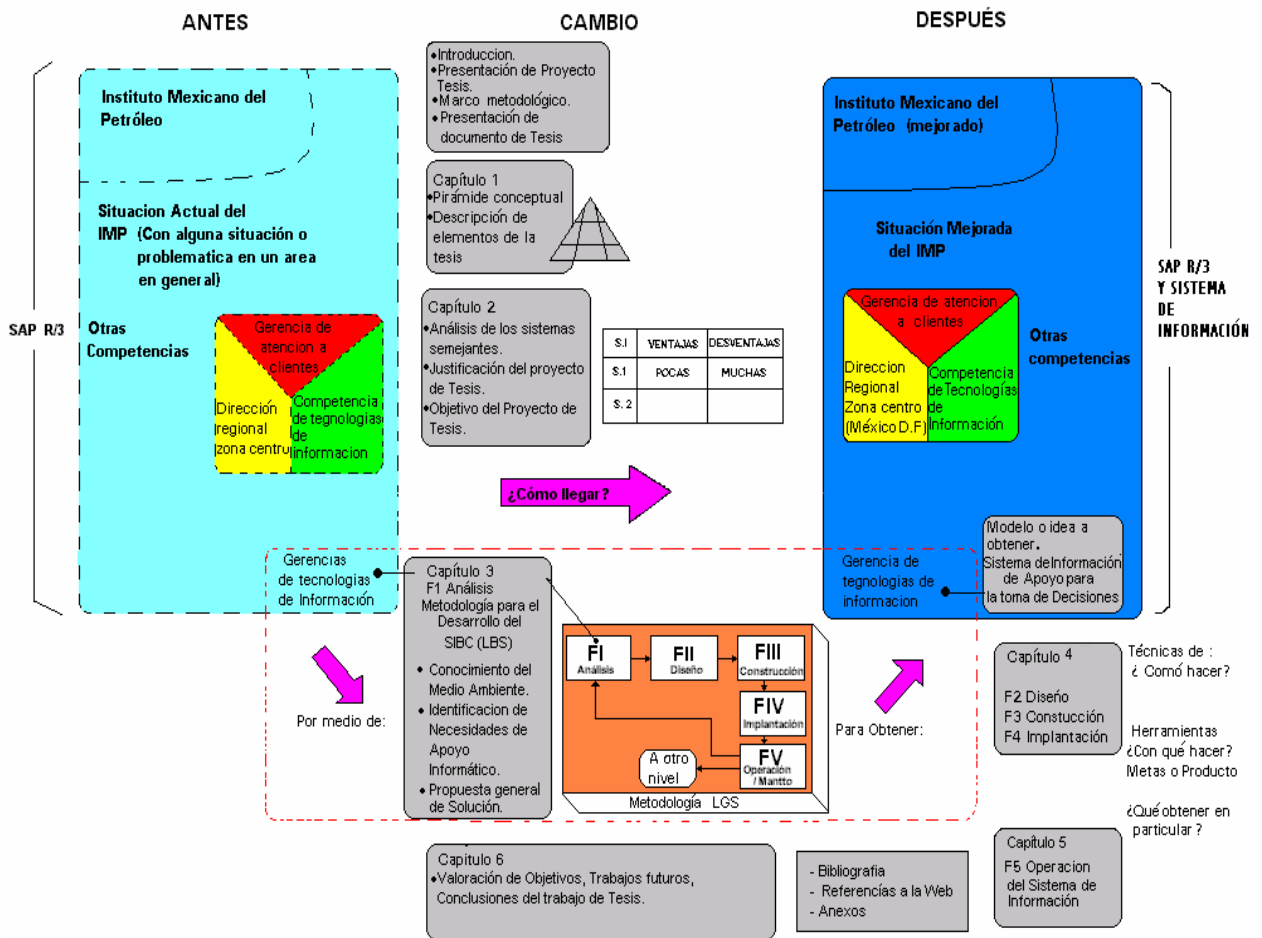 ANTES
CAMBIO
DESPUÉS
SAP R/3
Instituto Mexicano del
Petróleo
Situacion Actual del
IMP (Con alguna situación o
problematica en un area
en general)
Otras
Competencias
Gerencia de
atencion a
clientes
Dirección
regional
zona centro
Competencia
de tegnologias
de
informacion
Gerencias
de tecnologias
de Información
•Introduccion.
•Presentación de Proyecto
Tesis.
•Marco metodológico.
•Presentación de
documento de Tesis
Capítulo 1
•Pirámide conceptual
•Descripción de
elementos de la
tesis
Capítulo 2
•Análisis de los sistemas
semejantes.
•Justificación del proyecto
de Tesis.
•Objetivo del Proyecto de
Tesis.
S.I VENTAJAS DESVENTAJAS
S.1 POCAS MUCHAS
S. 2
¿Cómo llegar?
Instituto Mexicano del
Petróleo (mejorado)
Situación Mejorada
del IMP
Gerencia de atencion
a clientes
Dirección
Regional
Zona centro
(México D.F)
Competencia
de Tecnologías
de
Información
Otras
competencias
SAP R/3
Y SISTEMA
DE
INFORMACIÓN
Gerencia de
tegnologias de
informacion
Modelo o idea a
obtener.
Sistema de Información
de Apoyo para
la toma de Decisiones
Por medio de:
Capítulo 3
F1 Análisis
Metodología para el
Desarrollo del
SIBC (LBS)
• Conocimiento del
Medio Ambiente.
• Identificacion de
Necesidades de
Apoyo
Informático.
• Propuesta general
de Solución.
FI
Análisis
FII
Diseño
FIII
Construcción
FIV
Implantación
FV
Operación
/ Mantto
A otro
nivel
Metodología LGS
Para Obtener:
Capítulo 4
F2 Diseño
F3 Constucción
F4 Implantación
Técnicas de :
¿ Comó hacer?
Herramientas
¿Con qué hacer?
Metas o Producto
¿Qué obtener en
particular ?
Capítulo 5
F5 Operacion
del Sistema de
Información
Capitulo 6
•Valoración de Objetivos, Trabajos futuros,
Conclusiones del trabajo de Tesis.
- Bibliografia
- Referencías a la Web
- Anexos